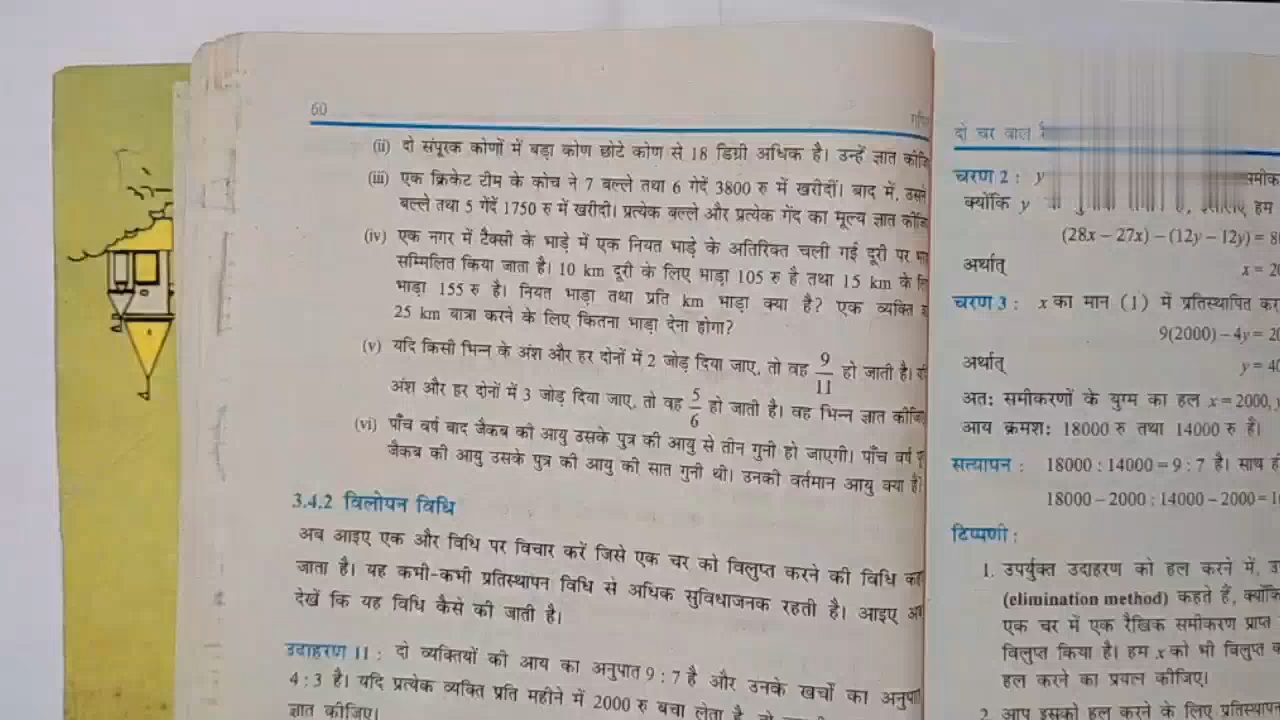 60
(ii) दो संपूरक कोणों में बड़ा कोण छोटे कोण से 18 डिग्री अधिक है। उन्हें ज्ञात
(iii) एक क्रिकेट टीम के कोच ने 7 बल्ले तथा 6 गेदें 3800 रु में खरीदीं। बाद में, उसने
बल्ले तथा 5 गेदें 1750 रु में खरीदी। प्रत्येक बल्ले और प्रत्येक गेंद का मूल्य ज्ञात
(iv) एक नगर में टैक्सी के भाड़े में एक नियत भाड़े के अतिरिक्त चली गई दूरी पर
सम्मिलित किया जाता है। 10 km दूरी के लिए भाड़ा 105 रु है तथा 15 km के
भाड़ा 155 रु है। नियत भाड़ा तथा प्रति km भाड़ा क्या है? एक व्यक्ति
25 km यात्रा करने के लिए कितना भाड़ा देना होगा?
(v) यदि किसी भिन्न के अंश और हर दोनों में 2 जोड़ दिया जाए, तो वह 9/11 हो जाती है।
अंश और हर दोनों में 3 जोड़ दिया जाए, तो वह 5/6 हो जाती है। वह भिन्न ज्ञात
(vi) पाँच वर्ष बाद जैकब की आयु उसके पुत्र की आयु से तीन गुनी हो जाएगी। पाँच वर्ष
जैकब की आयु उसके पुत्र की आयु की सात गुनी थी। उनकी वर्तमान आयु क्या
3.4.2 विलोपन विधि
अब आइए एक और विधि पर विचार करें जिसे एक चर को विलुप्त करने की विधि
जाता है। यह कभी-कभी प्रतिस्थापन विधि से अधिक सुविधाजनक रहती है। आइए
देखें कि यह विधि कैसे की जाती है।
उदाहरण 11 : दो व्यक्तियों की आय का अनुपात 9 : 7 है और उनके खर्चों का
4 : 3 है। यदि प्रत्येक व्यक्ति प्रति महीने में 2000 रु बचा लेता है,
ज्ञात कीजिए।
दो चर वाले
चरण 2 : y
क्योंकि y हम
(28x – 27x) – (12y – 12y) =
अर्थात् x =
चरण 3 : x का मान (1) में प्रतिस्थापित
9(2000) – 4y =
अर्थात् y =
अतः समीकरणों के युग्म का हल x = 2000,
आय क्रमशः 18000 रु तथा 14000 रु हैं।
सत्यापन : 18000 : 14000 = 9 : 7 है। साथ
18000 – 2000 : 14000 – 2000 =
टिप्पणी :
1. उपर्युक्त उदाहरण को हल करने में,
(elimination method) कहते हैं, क्योंकि
एक चर में एक रैखिक समीकरण प्राप्त
विलुप्त किया है। हम x को भी विलुप्त
हल करने का प्रयत्न कीजिए।
2. आप इसको हल करने के लिए